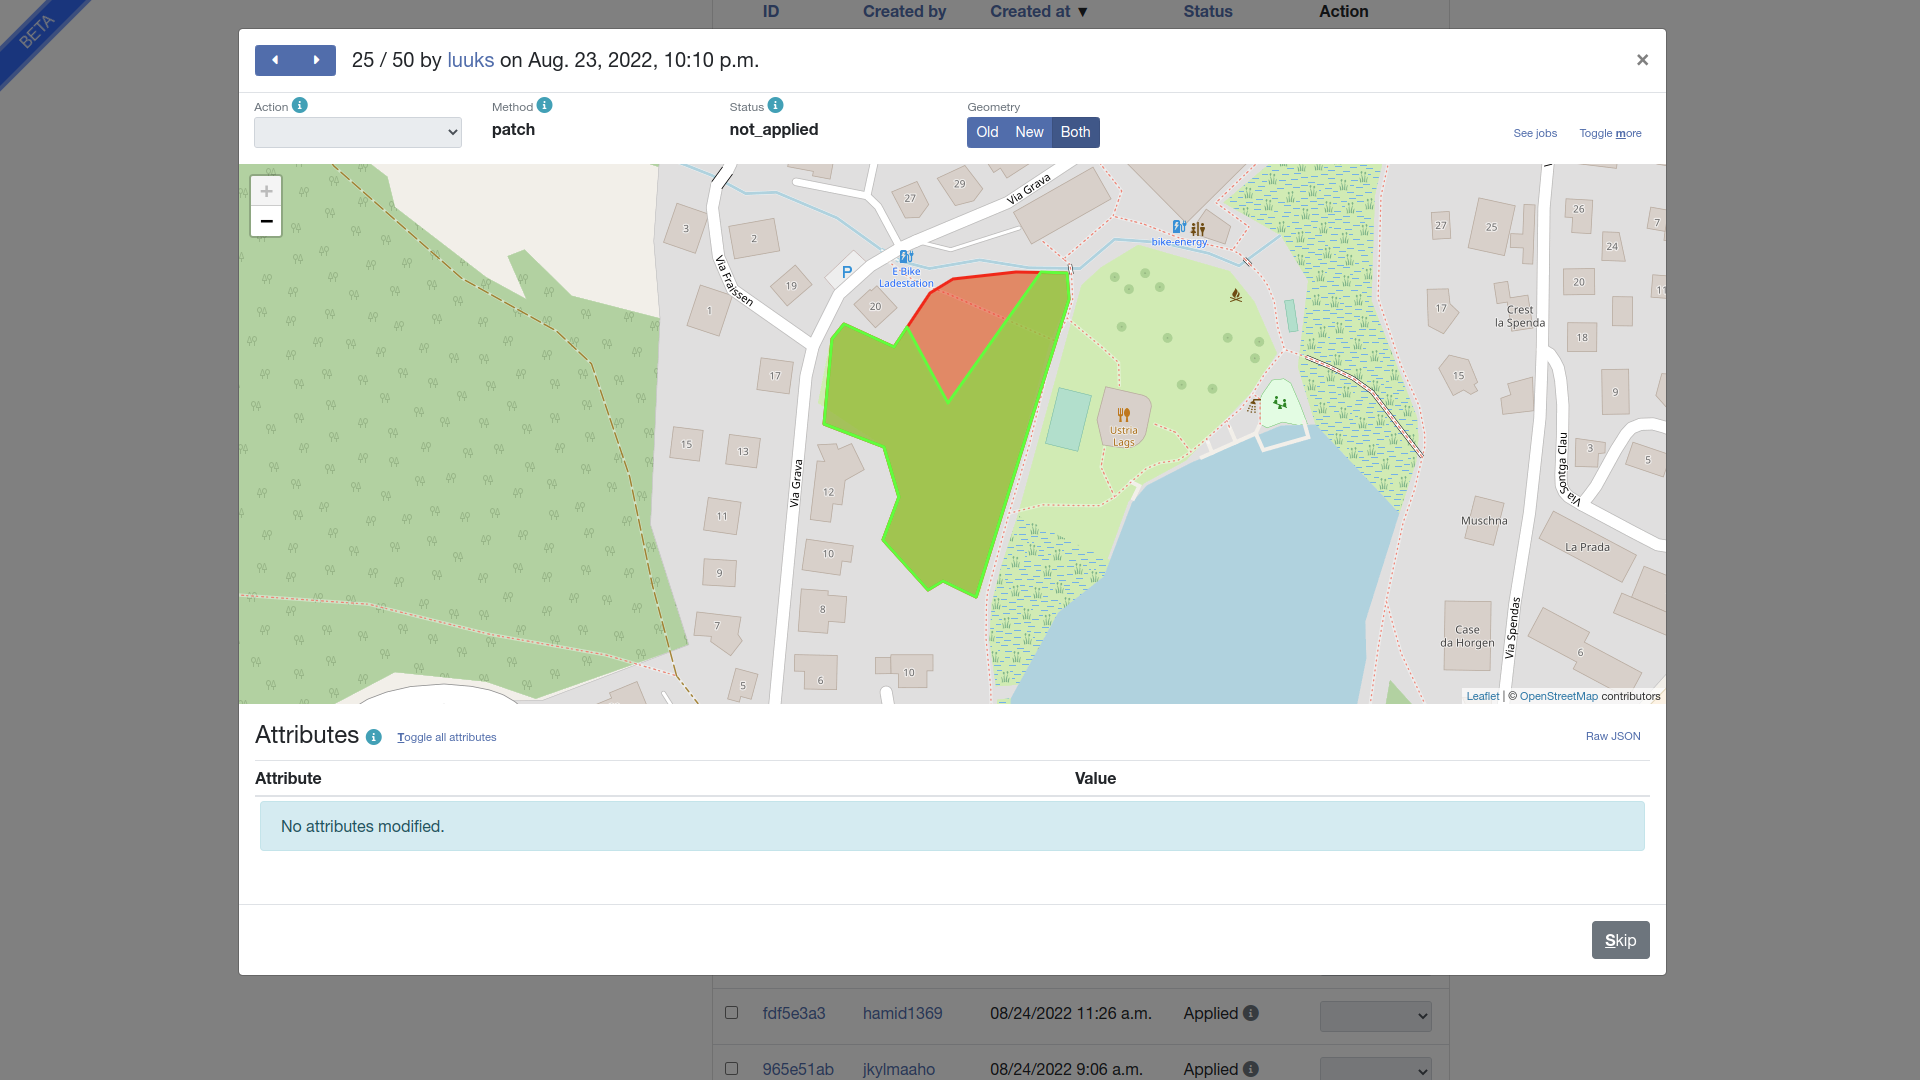 BETA
ID Created by Created at ▼ Status Action
25 / 50 by luuks on Aug. 23, 2022, 10:10 p.m.
×
Action Method Status Geometry
patch not_applied Old New Both
See jobs Toggle more
+
−
27
29
Via Grava
3
2
Via Fraissen
19
P
E-Bike
Ladestation
bike-energy
1
20
17
15
13
Via Grava
12
11
10
9
8
7
10
6
5
Ustria
Lags
27
25
26
24
7
20
11
17
Crest
la Spenda
18
15
9
3
5
Via Sontga Clau
Muschna
La Prada
Case
da Horgen
Via Spendas
6
Leaflet | © OpenStreetMap contributors
Attributes Toggle all attributes
Raw JSON
Attribute Value
No attributes modified.
Skip
fdf5e3a3 hamid1369 08/24/2022 11:26 a.m. Applied
965e51ab jkylmaaho 08/24/2022 9:06 a.m. Applied